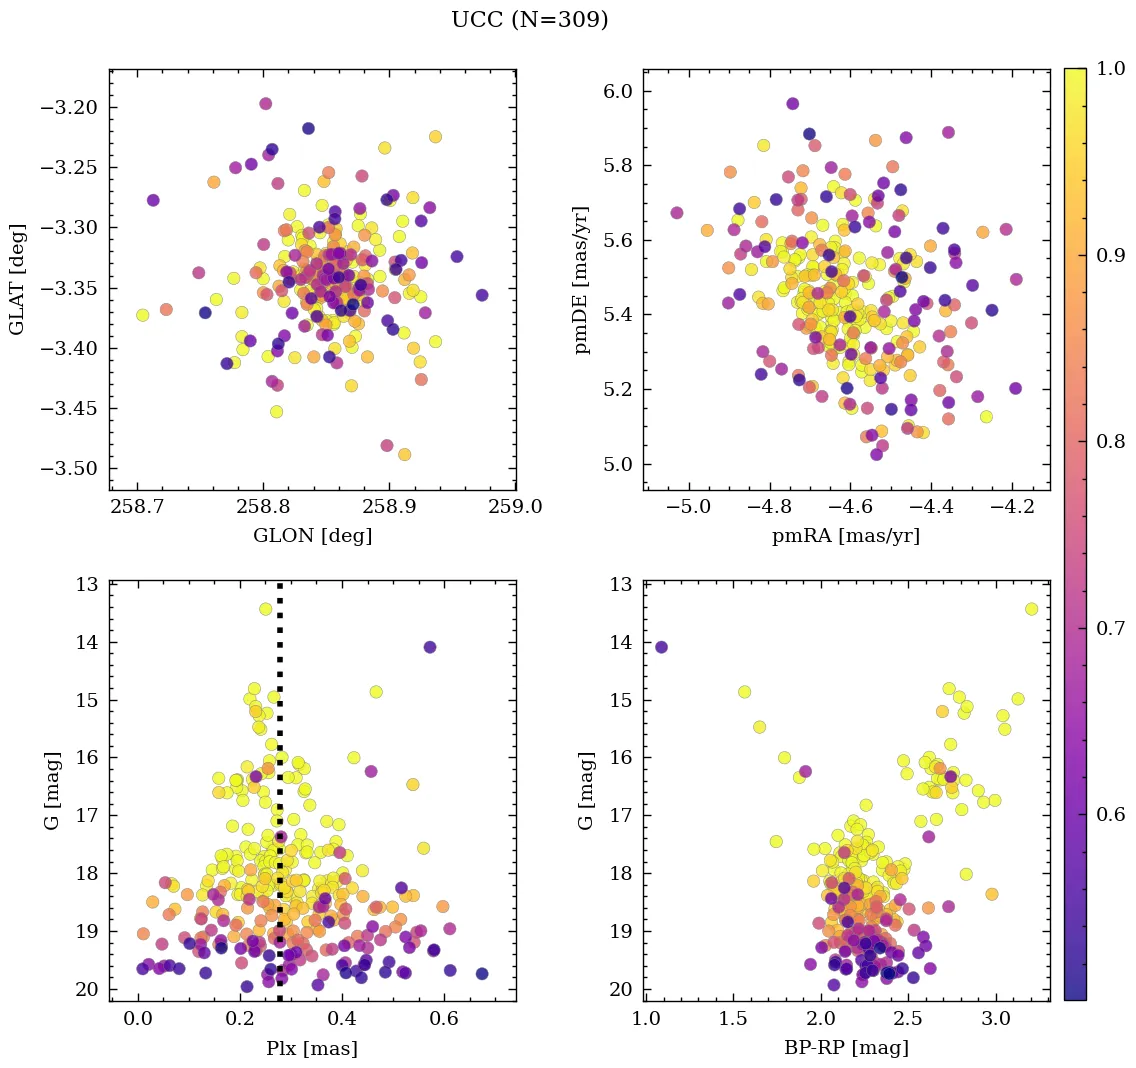 UCC (N=309)
−3.20
−3.25
−3.30
−3.35
−3.40
−3.45
−3.50
GLAT [deg]
258.7 258.8 258.9 259.0
GLON [deg]
6.0
5.8
5.6
5.4
5.2
5.0
pmDE [mas/yr]
−5.0 −4.8 −4.6 −4.4 −4.2
pmRA [mas/yr]
1.0
0.9
0.8
0.7
0.6
13
14
15
16
17
18
19
20
G [mag]
0.0 0.2 0.4 0.6
Plx [mas]
13
14
15
16
17
18
19
20
G [mag]
1.0 1.5 2.0 2.5 3.0
BP-RP [mag]